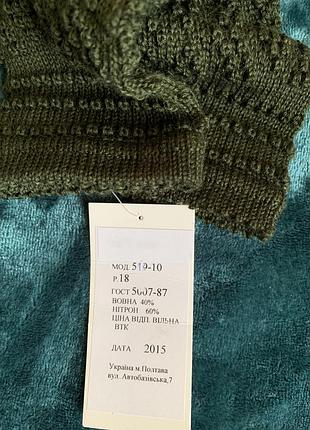 МОД. 519-10
Р.18
ГОСТ 5007-87
ВОВНА 40%
НІТРОН 60%
ЦІНА ВІДП. ВІЛЬНА
ВТК
ДАТА 2015
Україна м.Полтава
вул. Автобазівська,7